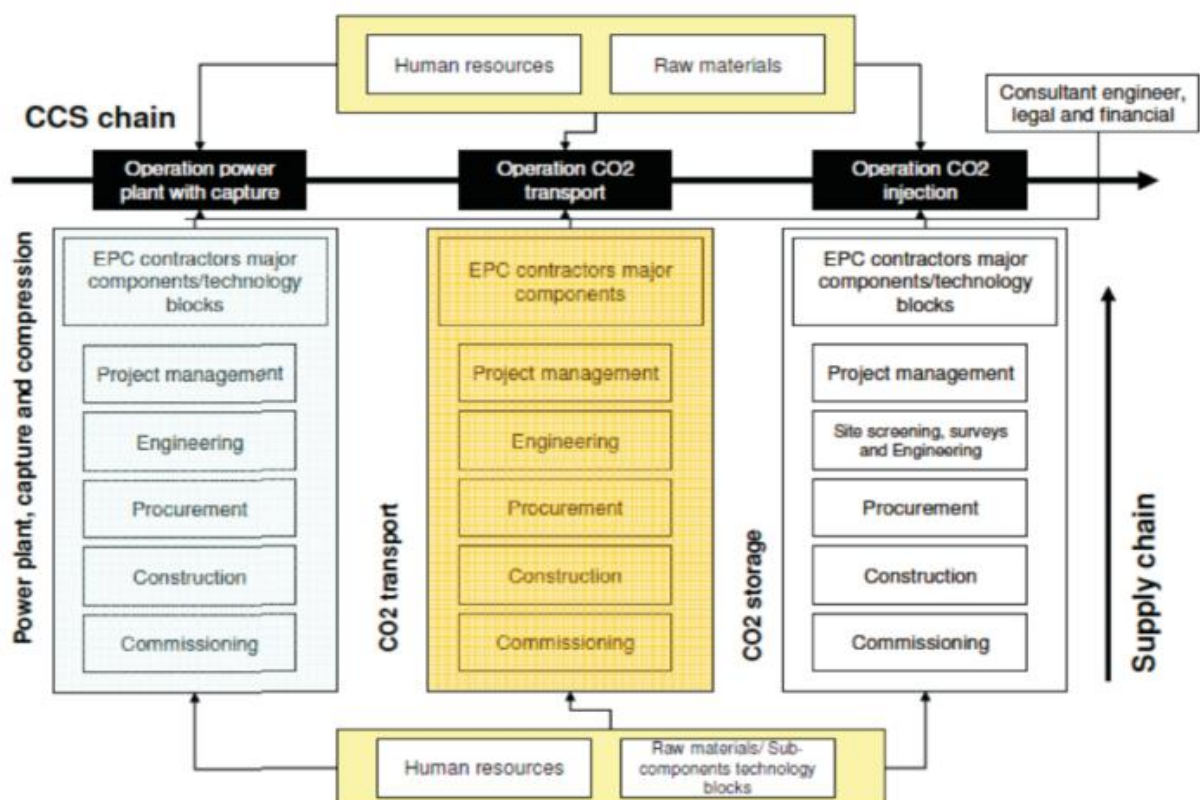 Human resources
Raw materials
Consultant engineer,
legal and financial
CCS chain
Operation power
plant with capture
Operation CO2
transport
Operation CO2
injection
Power plant, capture and compression
EPC contractors major
components/technology
blocks
Project management
Engineering
Procurement
Construction
Commissioning
CO2 transport
EPC contractors major
components
Project management
Engineering
Procurement
Construction
Commissioning
CO2 storage
EPC contractors major
components/technology
blocks
Project management
Site screening, surveys
and Engineering
Procurement
Construction
Commissioning
Supply chain
Human resources
Raw materials/ Sub-
components technology
blocks